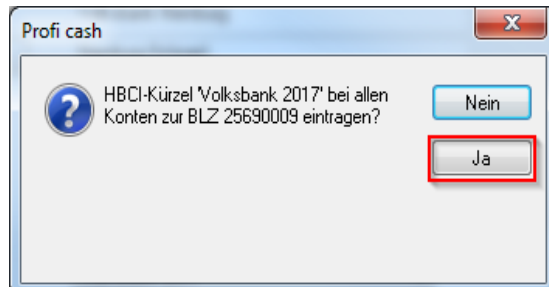 Profi cash
HBCI-Kürzel 'Volksbank 2017' bei allen
Konten zur BLZ 25690009 eintragen?
Nein
Ja